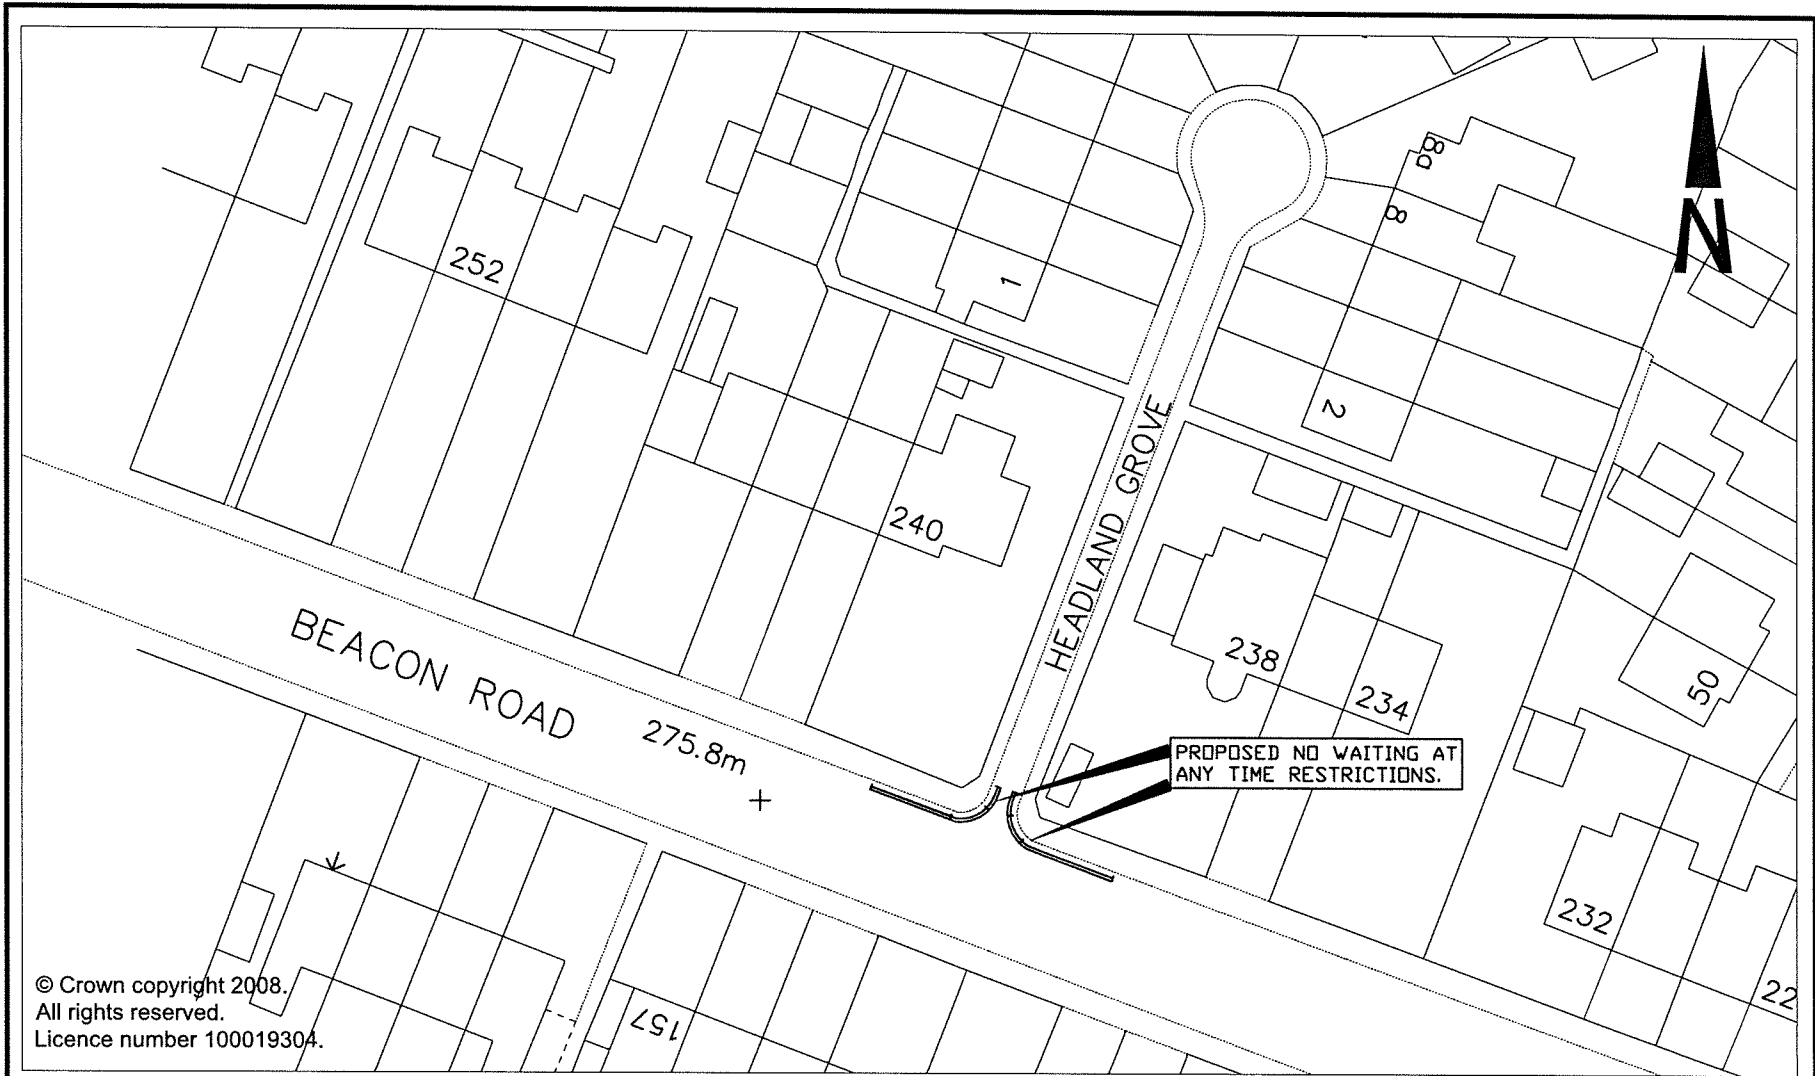 N
8a
8
252
1
2
HEADLAND GROVE
240
BEACON ROAD
275.8m
238
234
50
PROPOSED NO WAITING AT
ANY TIME RESTRICTIONS.
232
22
157
© Crown copyright 2008.
All rights reserved.
Licence number 100019304.